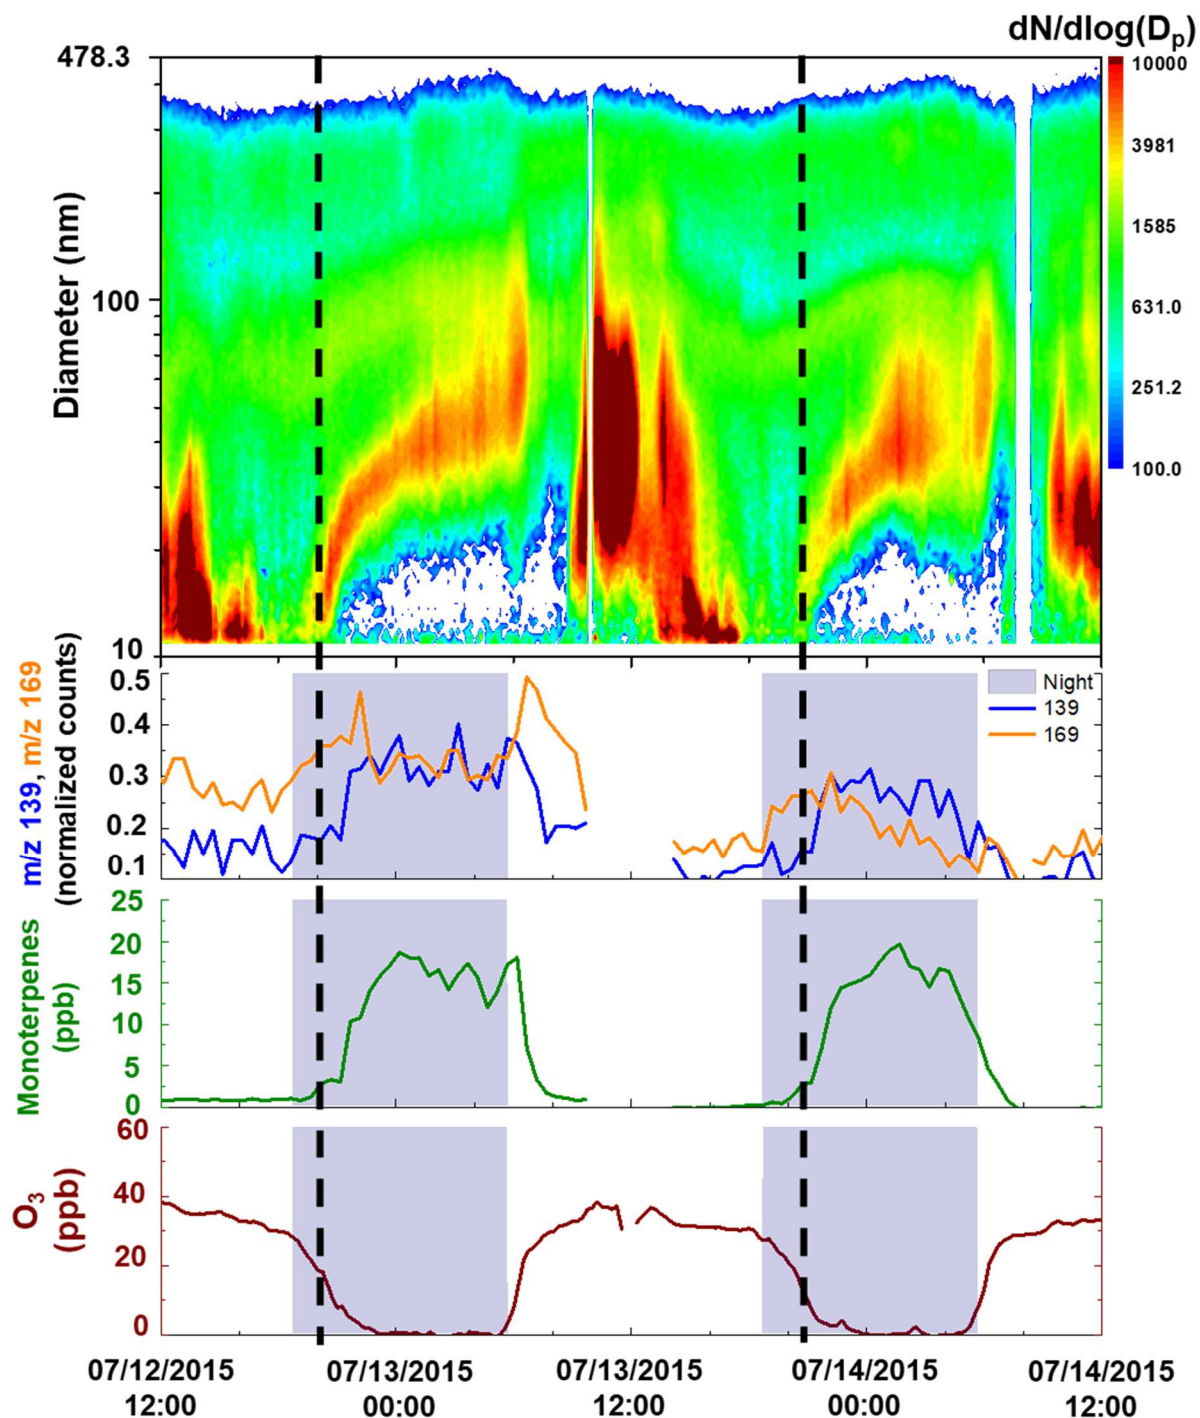 dN/dlog(Dp)
478.3
100
10
Diameter (nm)
10000
3981
1585
631.0
251.2
100.0
m/z 139, m/z 169
(normalized counts)
0.5
0.4
0.3
0.2
0.1
Night
139
169
Monoterpenes
(ppb)
25
20
15
10
5
0
O3
(ppb)
60
40
20
0
07/12/2015 07/13/2015 07/13/2015 07/14/2015 07/14/2015
12:00 00:00 12:00 00:00 12:00